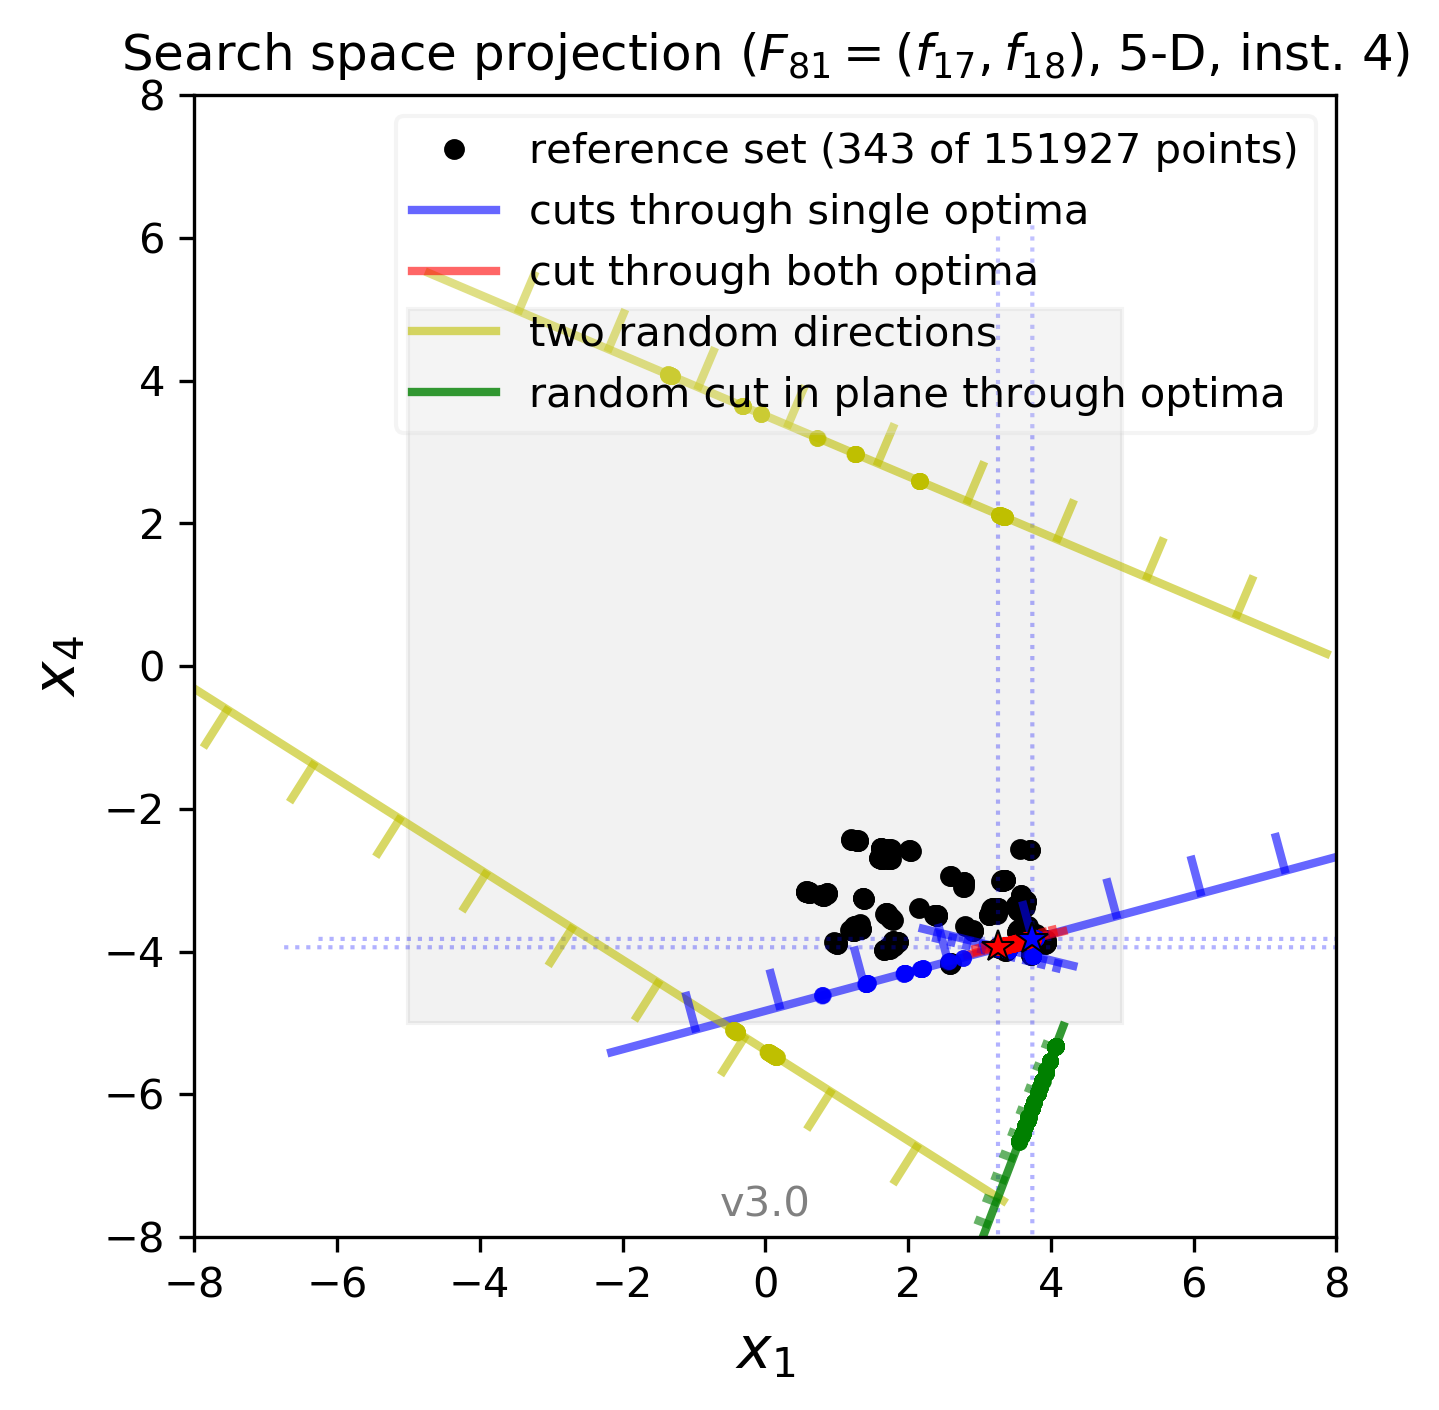 Search space projection (F₈₁ = (f₁₇, f₁₈), 5-D, inst. 4)
8
reference set (343 of 151927 points)
cuts through single optima
6
cut through both optima
two random directions
4
random cut in plane through optima
2
x₄
0
−2
−4
−6
v3.0
−8
−8 −6 −4 −2 0 2 4 6 8
x₁